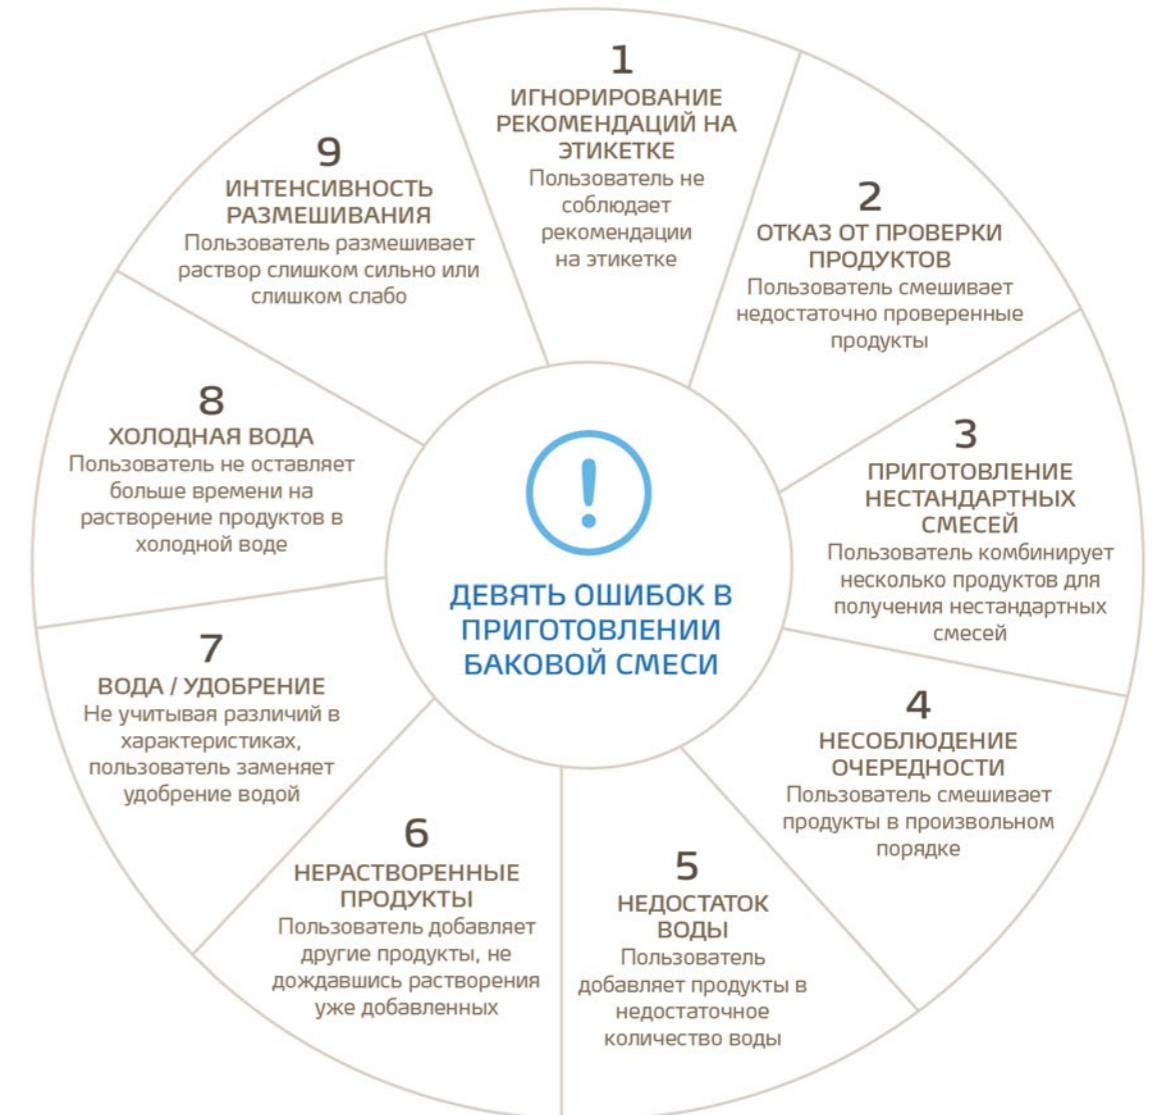 1
ИГНОРИРОВАНИЕ
РЕКОМЕНДАЦИЙ НА
ЭТИКЕТКЕ
Пользователь не
соблюдает
рекомендации
на этикетке
2
ОТКАЗ ОТ ПРОВЕРКИ
ПРОДУКТОВ
Пользователь смешивает
недостаточно проверенные
продукты
3
ПРИГОТОВЛЕНИЕ
НЕСТАНДАРТНЫХ
СМЕСЕЙ
Пользователь комбинирует
несколько продуктов для
получения нестандартных
смесей
4
НЕСОБЛЮДЕНИЕ
ОЧЕРЕДНОСТИ
Пользователь смешивает
продукты в произвольном
порядке
5
НЕДОСТАТОК
ВОДЫ
Пользователь
добавляет продукты в
недостаточное
количество воды
6
НЕРАСТВОРЕННЫЕ
ПРОДУКТЫ
Пользователь добавляет
другие продукты, не
дождавшись растворения
уже добавленных
7
ВОДА / УДОБРЕНИЕ
Не учитывая различий в
характеристиках,
пользователь заменяет
удобрение водой
8
ХОЛОДНАЯ ВОДА
Пользователь не оставляет
больше времени на
растворение продуктов в
холодной воде
9
ИНТЕНСИВНОСТЬ
РАЗМЕШИВАНИЯ
Пользователь размешивает
раствор слишком сильно или
слишком слабо
!
ДЕВЯТЬ ОШИБОК В
ПРИГОТОВЛЕНИИ
БАКОВОЙ СМЕСИ